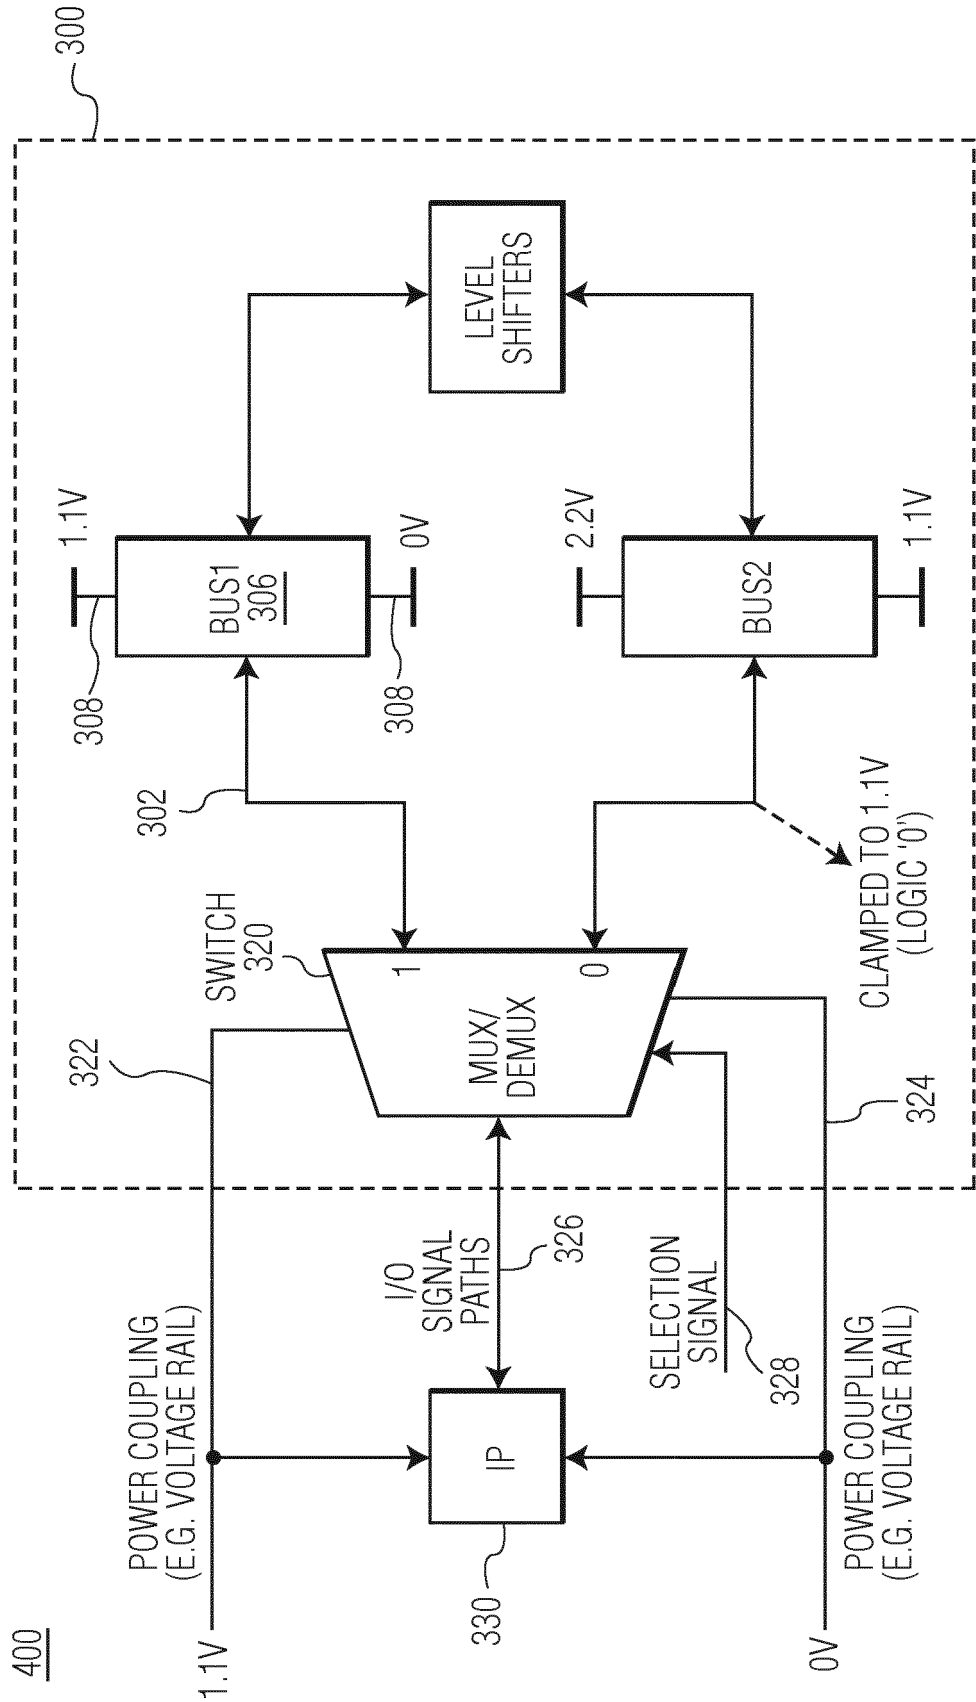 400
300
1.1V
POWER COUPLING
(E.G. VOLTAGE RAIL)
322
SWITCH
320
302
308
1.1V
BUS1
306
308
0V
IP
330
I/O
SIGNAL
PATHS
326
MUX/
DEMUX
1
0
LEVEL
SHIFTERS
SELECTION
SIGNAL
328
2.2V
BUS2
1.1V
CLAMPED TO 1.1V
(LOGIC '0')
324
0V
POWER COUPLING
(E.G. VOLTAGE RAIL)